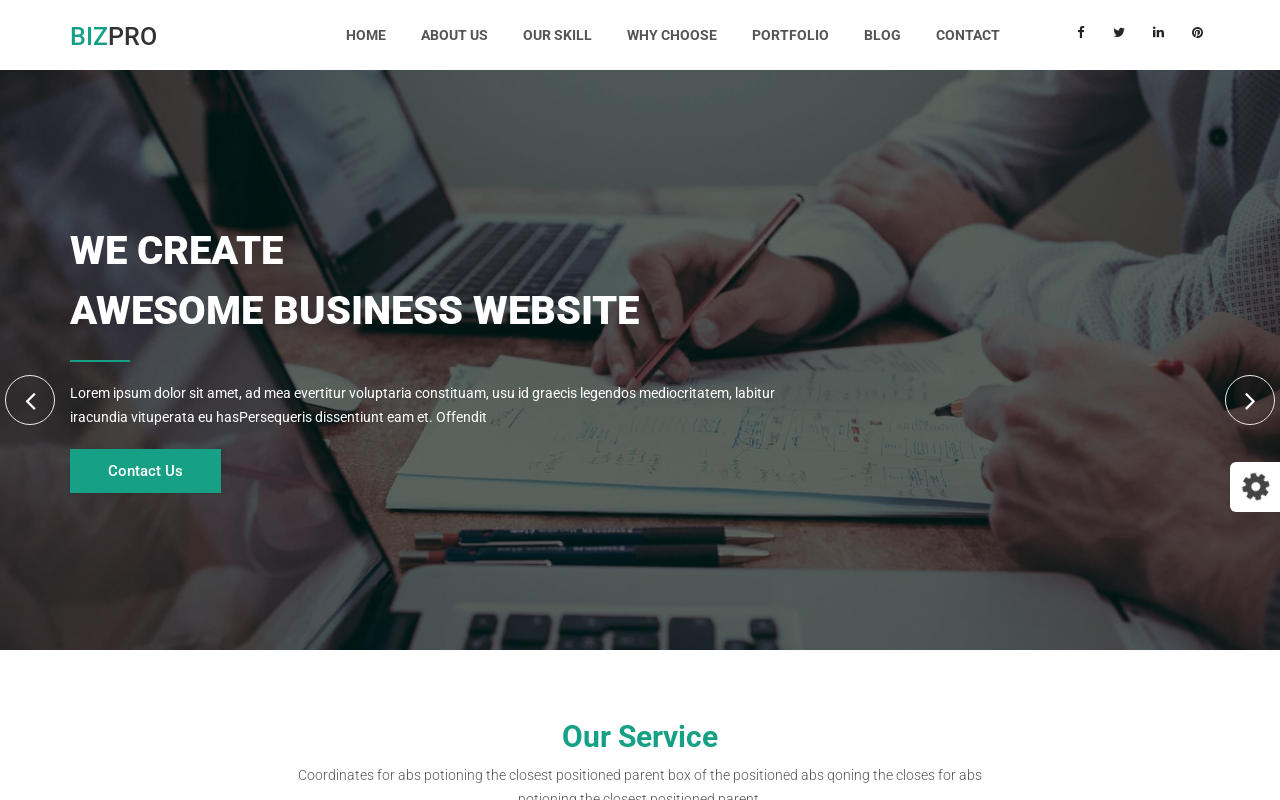 BIZPRO
HOME ABOUT US OUR SKILL WHY CHOOSE PORTFOLIO BLOG CONTACT
WE CREATE
AWESOME BUSINESS WEBSITE
Lorem ipsum dolor sit amet, ad mea evertitur voluptaria constituam, usu id graecis legendos mediocritatem, labitur
iracundia vituperata eu hasPersequeris dissentiunt eam et. Offendit
Contact Us
Our Service
Coordinates for abs potioning the closest positioned parent box of the positioned abs qoning the closes for abs
potioning the closest positioned parent